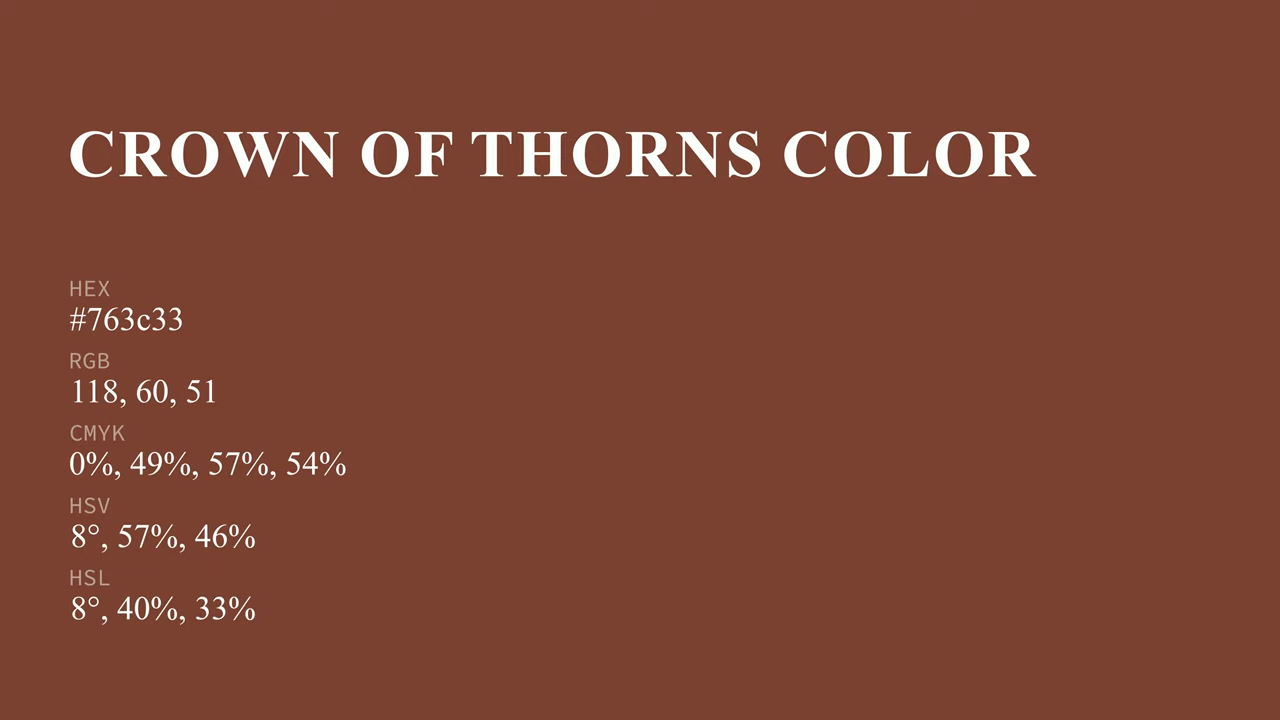 CROWN OF THORNS COLOR
HEX
#763c33
RGB
118, 60, 51
CMYK
0%, 49%, 57%, 54%
HSV
8°, 57%, 46%
HSL
8°, 40%, 33%